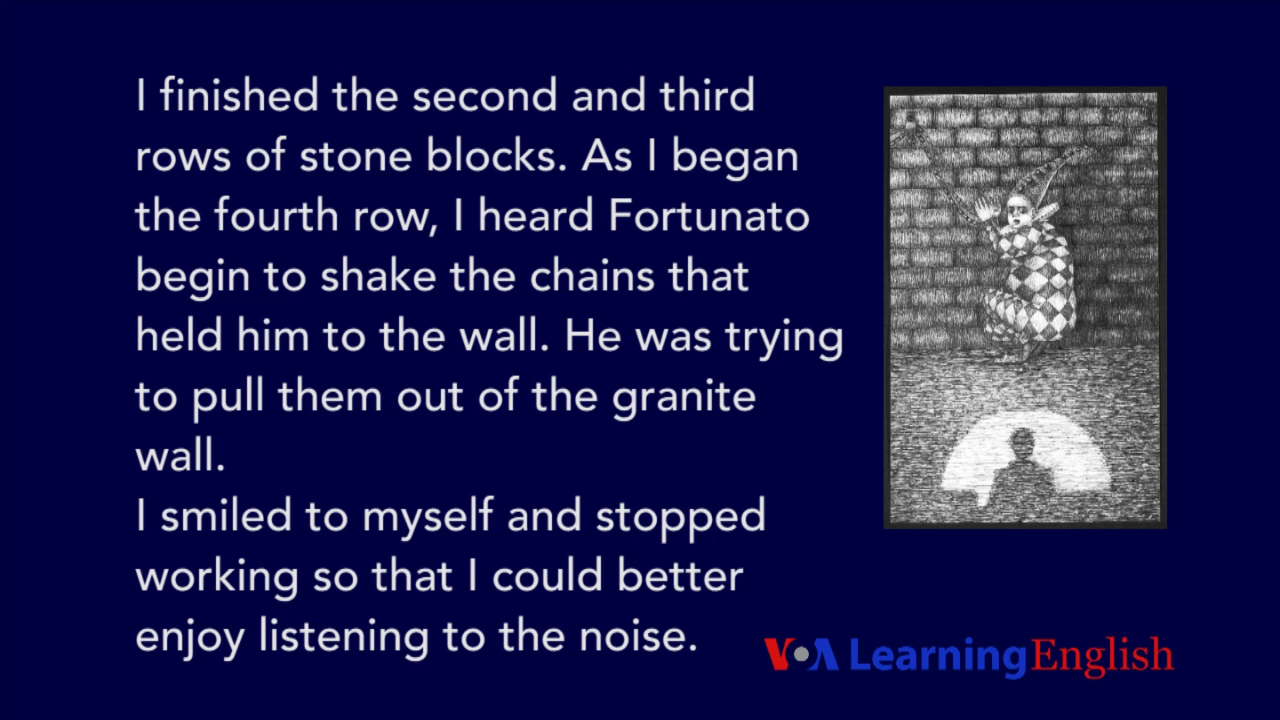 I finished the second and third
rows of stone blocks. As I began
the fourth row, I heard Fortunato
begin to shake the chains that
held him to the wall. He was trying
to pull them out of the granite
wall.
I smiled to myself and stopped
working so that I could better
enjoy listening to the noise.
VOA Learning English